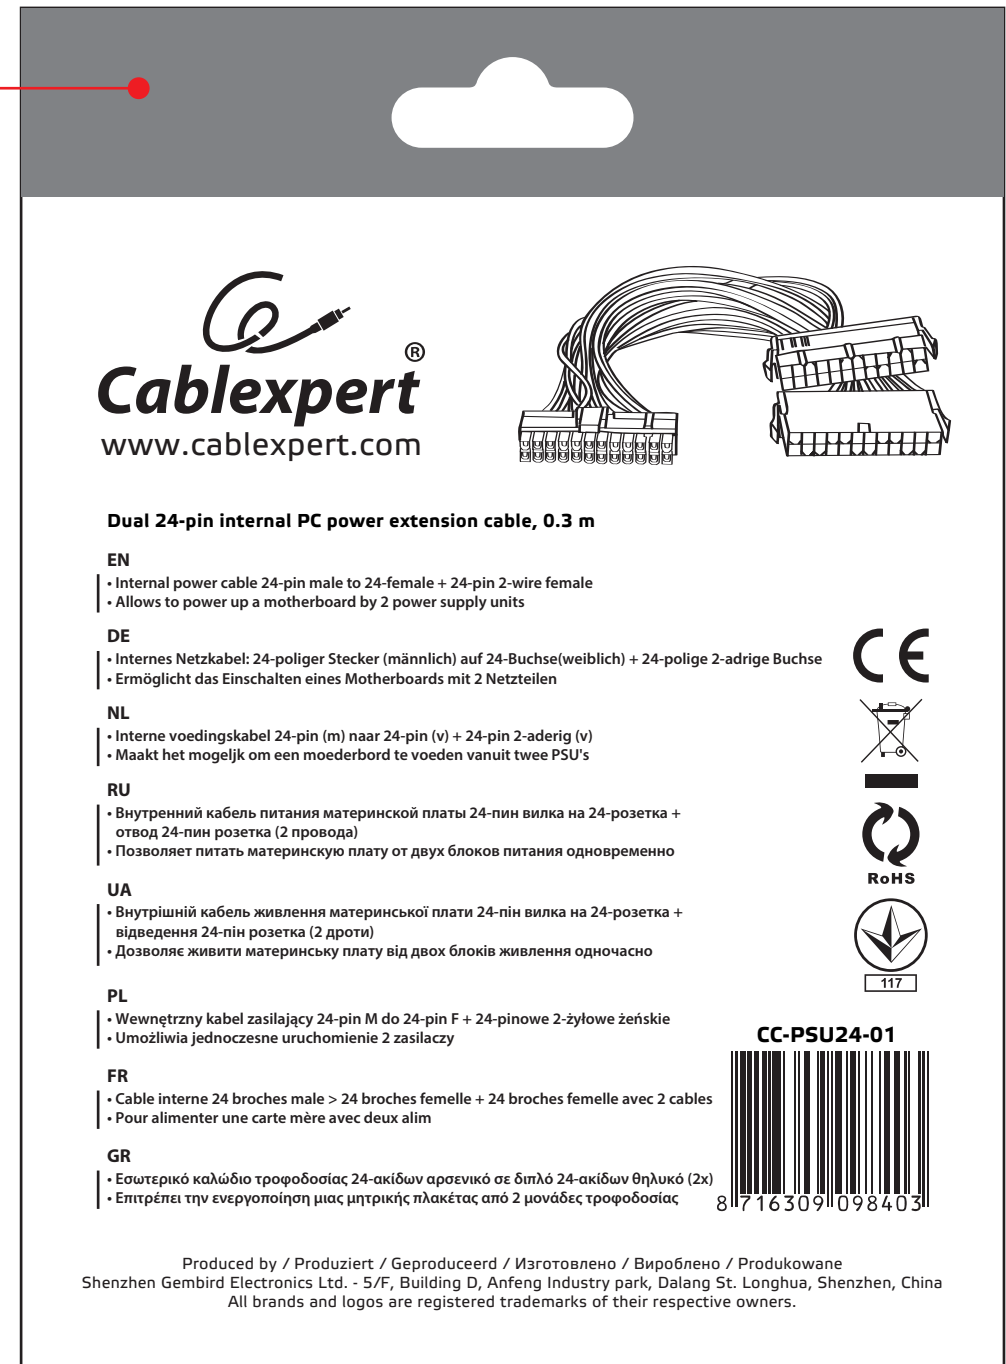 Cablexpert®
www.cablexpert.com
Dual 24-pin internal PC power extension cable, 0.3 m
EN
• Internal power cable 24-pin male to 24-female + 24-pin 2-wire female
• Allows to power up a motherboard by 2 power supply units
DE
• Internes Netzkabel: 24-poliger Stecker (männlich) auf 24-Buchse(weiblich) + 24-polige 2-adrige Buchse
• Ermöglicht das Einschalten eines Motherboards mit 2 Netzteilen
NL
• Interne voedingskabel 24-pin (m) naar 24-pin (v) + 24-pin 2-aderig (v)
• Maakt het mogeljk om een moederbord te voeden vanuit twee PSU's
RU
• Внутренний кабель питания материнской платы 24-пин вилка на 24-розетка +
отвод 24-пин розетка (2 провода)
• Позволяет питать материнскую плату от двух блоков питания одновременно
UA
• Внутрішній кабель живлення материнської плати 24-пін вилка на 24-розетка +
відведення 24-пін розетка (2 дроти)
• Дозволяє живити материнську плату від двох блоків живлення одночасно
PL
• Wewnętrzny kabel zasilający 24-pin M do 24-pin F + 24-pinowe 2-żyłowe żeńskie
• Umożliwia jednoczesne uruchomienie 2 zasilaczy
FR
• Cable interne 24 broches male > 24 broches femelle + 24 broches femelle avec 2 cables
• Pour alimenter une carte mère avec deux alim
GR
• Εσωτερικό καλώδιο τροφοδοσίας 24-ακίδων αρσενικό σε διπλό 24-ακίδων θηλυκό (2x)
• Επιτρέπει την ενεργοποίηση μιας μητρικής πλακέτας από 2 μονάδες τροφοδοσίας
CE
RoHS
117
CC-PSU24-01
8 716309 098403
Produced by / Produziert / Geproduceerd / Изготовлено / Вироблено / Produkowane
Shenzhen Gembird Electronics Ltd. - 5/F, Building D, Anfeng Industry park, Dalang St. Longhua, Shenzhen, China
All brands and logos are registered trademarks of their respective owners.